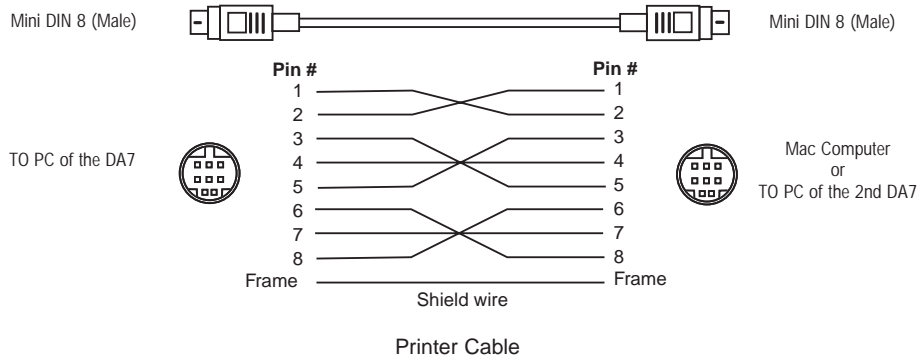 Mini DIN 8 (Male) Mini DIN 8 (Male)
Pin # Pin #
1 1
2 2
3 3
TO PC of the DA7 4 4 Mac Computer
or
5 5 TO PC of the 2nd DA7
6 6
7 7
8 8
Frame Frame
Shield wire
Printer Cable